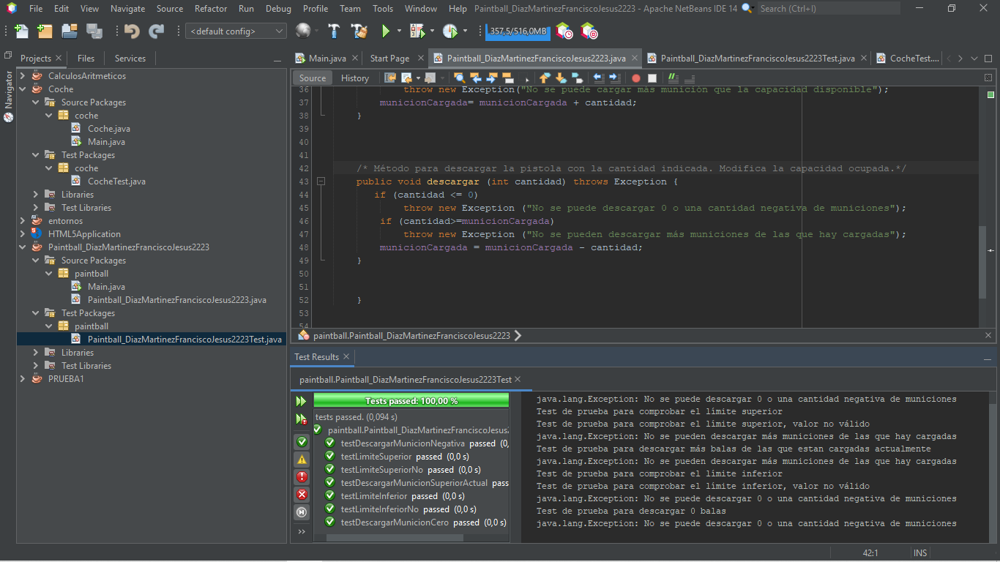 File Edit View Navigate Source Refactor Run Debug Profile Team Tools Window Help Paintball_DiazMartinezFranciscoJesus2223 - Apache NetBeans IDE 14 Search (Ctrl+I)
<default config> 357,5/516,0MB
Projects Files Services
Navigator
Main.java Start Page Paintball_DiazMartinezFranciscoJesus2223.java Paintball_DiazMartinezFranciscoJesus2223Test.java CocheTest....
Source History
CalculosAritmeticos
Coche
Source Packages
coche
Coche.java
Main.java
Test Packages
coche
CocheTest.java
Libraries
Test Libraries
entornos
HTML5Application
Paintball_DiazMartinezFranciscoJesus2223
Source Packages
paintball
Main.java
Paintball_DiazMartinezFranciscoJesus2223.java
Test Packages
paintball
Paintball_DiazMartinezFranciscoJesus2223Test.java
Libraries
Test Libraries
PRUEBA1
36 throw new Exception("No se puede cargar más munición que la capacidad disponible");
37 municionCargada= municionCargada + cantidad;
38 }
39
40
41
42 /* Método para descargar la pistola con la cantidad indicada. Modifica la capacidad ocupada.*/
43 public void descargar (int cantidad) throws Exception {
44 if (cantidad <= 0)
45 throw new Exception ("No se puede descargar 0 o una cantidad negativa de municiones");
46 if (cantidad>=municionCargada)
47 throw new Exception ("No se pueden descargar más municiones de las que hay cargadas");
48 municionCargada = municionCargada - cantidad;
49 }
50
51
52 }
53
54
paintball.Paintball_DiazMartinezFranciscoJesus2223
Test Results
paintball.Paintball_DiazMartinezFranciscoJesus2223Test
Tests passed: 100,00 %
tests passed. (0,094 s)
paintball.Paintball_DiazMartinezFranciscoJesus
testDescargarMunicionNegativa passed (0,
testLimiteSuperior passed (0,0 s)
testLimiteSuperiorNo passed (0,0 s)
testDescargarMunicionSuperiorActual pass
testLimiteInferior passed (0,0 s)
testLimiteInferiorNo passed (0,0 s)
testDescargarMunicionCero passed (0,0 s)
java.lang.Exception: No se puede descargar 0 o una cantidad negativa de municiones
Test de prueba para comprobar el límite superior
Test de prueba para comprobar el límite superior, valor no válido
java.lang.Exception: No se pueden descargar más municiones de las que hay cargadas
Test de prueba para descargar más balas de las que estan cargadas actualmente
java.lang.Exception: No se pueden descargar más municiones de las que hay cargadas
Test de prueba para comprobar el límite inferior
Test de prueba para comprobar el límite inferior, valor no válido
java.lang.Exception: No se puede descargar 0 o una cantidad negativa de municiones
Test de prueba para descargar 0 balas
java.lang.Exception: No se puede descargar 0 o una cantidad negativa de municiones
42:1 INS